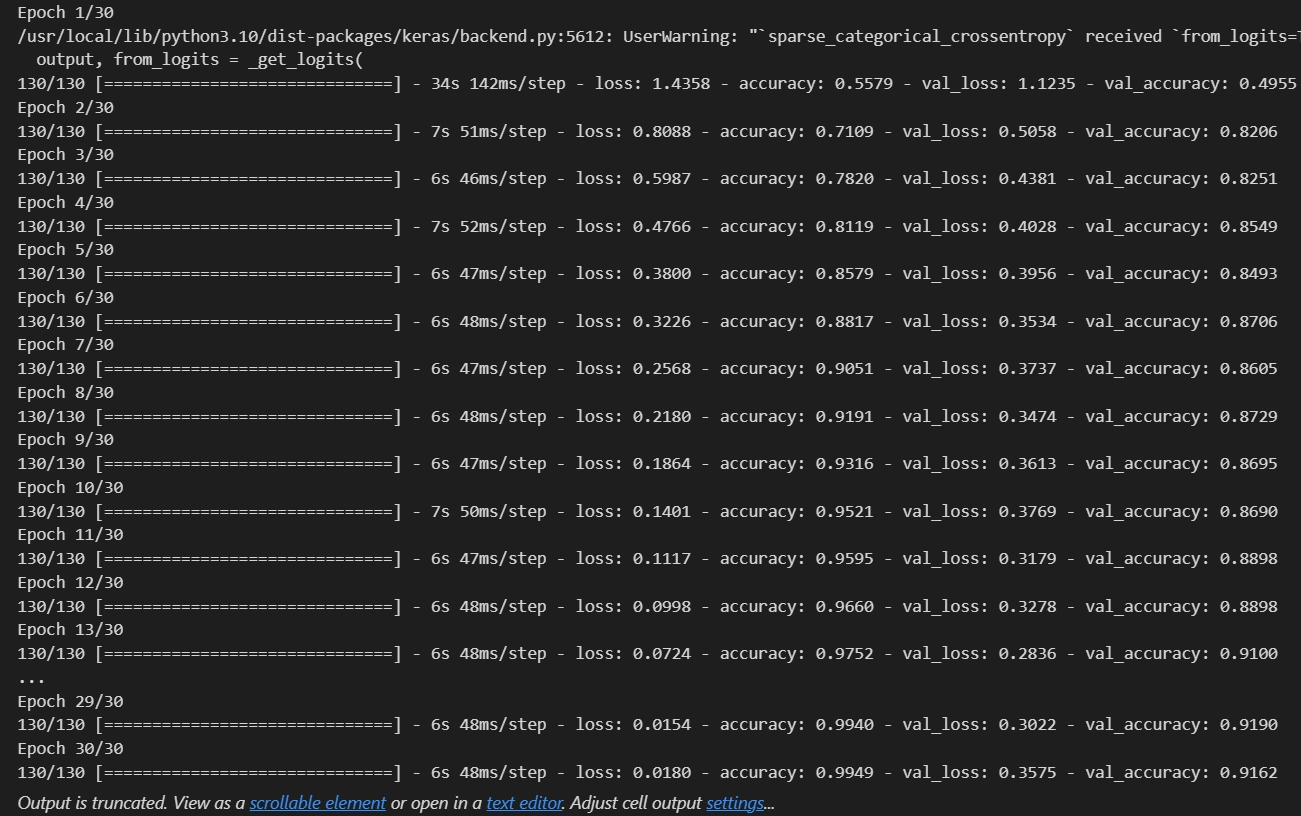 Epoch 1/30
/usr/local/lib/python3.10/dist-packages/keras/backend.py:5612: UserWarning: "`sparse_categorical_crossentropy` received `from_logits=
  output, from_logits = _get_logits(
130/130 [==============================] - 34s 142ms/step - loss: 1.4358 - accuracy: 0.5579 - val_loss: 1.1235 - val_accuracy: 0.4955
Epoch 2/30
130/130 [==============================] - 7s 51ms/step - loss: 0.8088 - accuracy: 0.7109 - val_loss: 0.5058 - val_accuracy: 0.8206
Epoch 3/30
130/130 [==============================] - 6s 46ms/step - loss: 0.5987 - accuracy: 0.7820 - val_loss: 0.4381 - val_accuracy: 0.8251
Epoch 4/30
130/130 [==============================] - 7s 52ms/step - loss: 0.4766 - accuracy: 0.8119 - val_loss: 0.4028 - val_accuracy: 0.8549
Epoch 5/30
130/130 [==============================] - 6s 47ms/step - loss: 0.3800 - accuracy: 0.8579 - val_loss: 0.3956 - val_accuracy: 0.8493
Epoch 6/30
130/130 [==============================] - 6s 48ms/step - loss: 0.3226 - accuracy: 0.8817 - val_loss: 0.3534 - val_accuracy: 0.8706
Epoch 7/30
130/130 [==============================] - 6s 47ms/step - loss: 0.2568 - accuracy: 0.9051 - val_loss: 0.3737 - val_accuracy: 0.8605
Epoch 8/30
130/130 [==============================] - 6s 48ms/step - loss: 0.2180 - accuracy: 0.9191 - val_loss: 0.3474 - val_accuracy: 0.8729
Epoch 9/30
130/130 [==============================] - 6s 47ms/step - loss: 0.1864 - accuracy: 0.9316 - val_loss: 0.3613 - val_accuracy: 0.8695
Epoch 10/30
130/130 [==============================] - 7s 50ms/step - loss: 0.1401 - accuracy: 0.9521 - val_loss: 0.3769 - val_accuracy: 0.8690
Epoch 11/30
130/130 [==============================] - 6s 47ms/step - loss: 0.1117 - accuracy: 0.9595 - val_loss: 0.3179 - val_accuracy: 0.8898
Epoch 12/30
130/130 [==============================] - 6s 48ms/step - loss: 0.0998 - accuracy: 0.9660 - val_loss: 0.3278 - val_accuracy: 0.8898
Epoch 13/30
130/130 [==============================] - 6s 48ms/step - loss: 0.0724 - accuracy: 0.9752 - val_loss: 0.2836 - val_accuracy: 0.9100
...
Epoch 29/30
130/130 [==============================] - 6s 48ms/step - loss: 0.0154 - accuracy: 0.9940 - val_loss: 0.3022 - val_accuracy: 0.9190
Epoch 30/30
130/130 [==============================] - 6s 48ms/step - loss: 0.0180 - accuracy: 0.9949 - val_loss: 0.3575 - val_accuracy: 0.9162
Output is truncated. View as a scrollable element or open in a text editor. Adjust cell output settings...